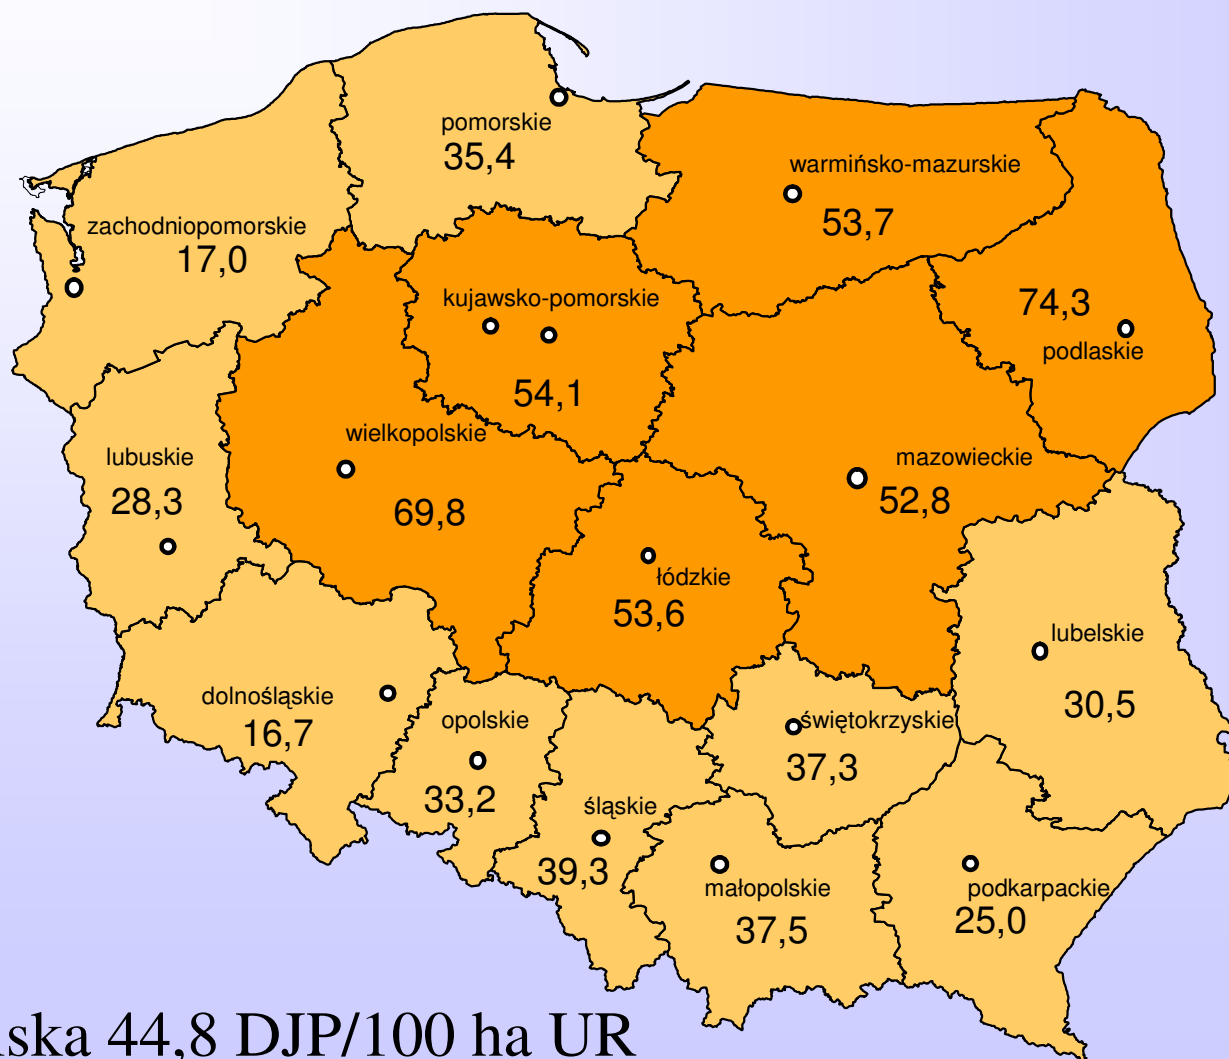 pomorskie
35,4
warmińsko-mazurskie
53,7
zachodniopomorskie
17,0
kujawsko-pomorskie
54,1
74,3
podlaskie
wielkopolskie
69,8
lubuskie
28,3
mazowieckie
52,8
łódzkie
53,6
lubelskie
30,5
dolnośląskie
16,7
opolskie
33,2
świętokrzyskie
37,3
śląskie
39,3
małopolskie
37,5
podkarpackie
25,0
44,8 DJP/100 ha UR